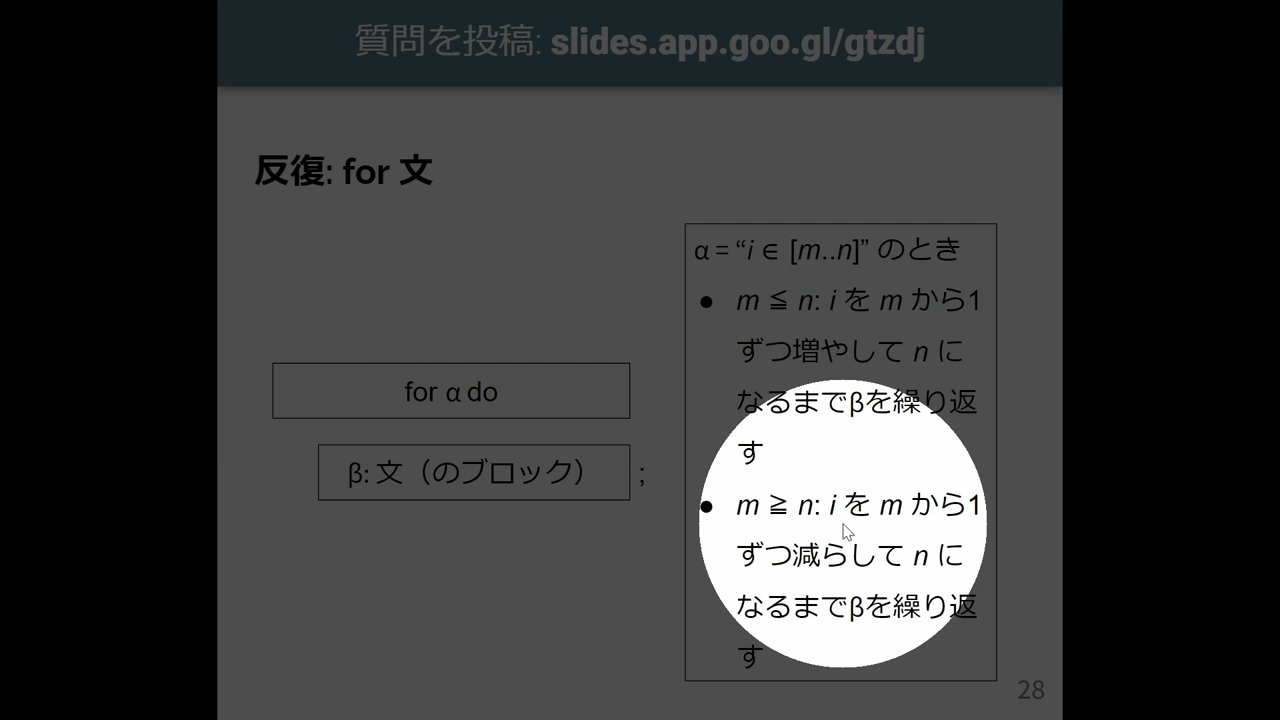 質問を投稿: slides.app.goo.gl/gtzdj
反復: for 文
for α do
β: 文（のブロック） ;
α = “i ∈ [m..n]” のとき
● m ≦ n: i を m から1
ずつ増やして n に
なるまでβを繰り返
す
● m ≧ n: i を m から1
ずつ減らして n に
なるまでβを繰り返
す
28